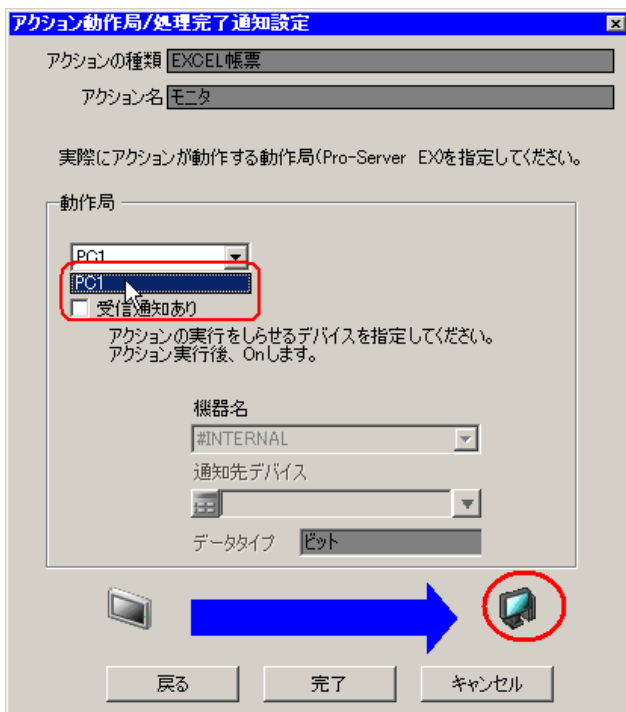 アクション動作局/処理完了通知設定
アクションの種類 EXCEL帳票
アクション名 モニタ
実際にアクションが動作する動作局(Pro-Server EX)を指定してください。
動作局
PC1
PC1
受信通知あり
アクションの実行をしらせるデバイスを指定してください。
アクション実行後、Onします。
機器名
#INTERNAL
通知先デバイス
データタイプ ビット
戻る 完了 キャンセル